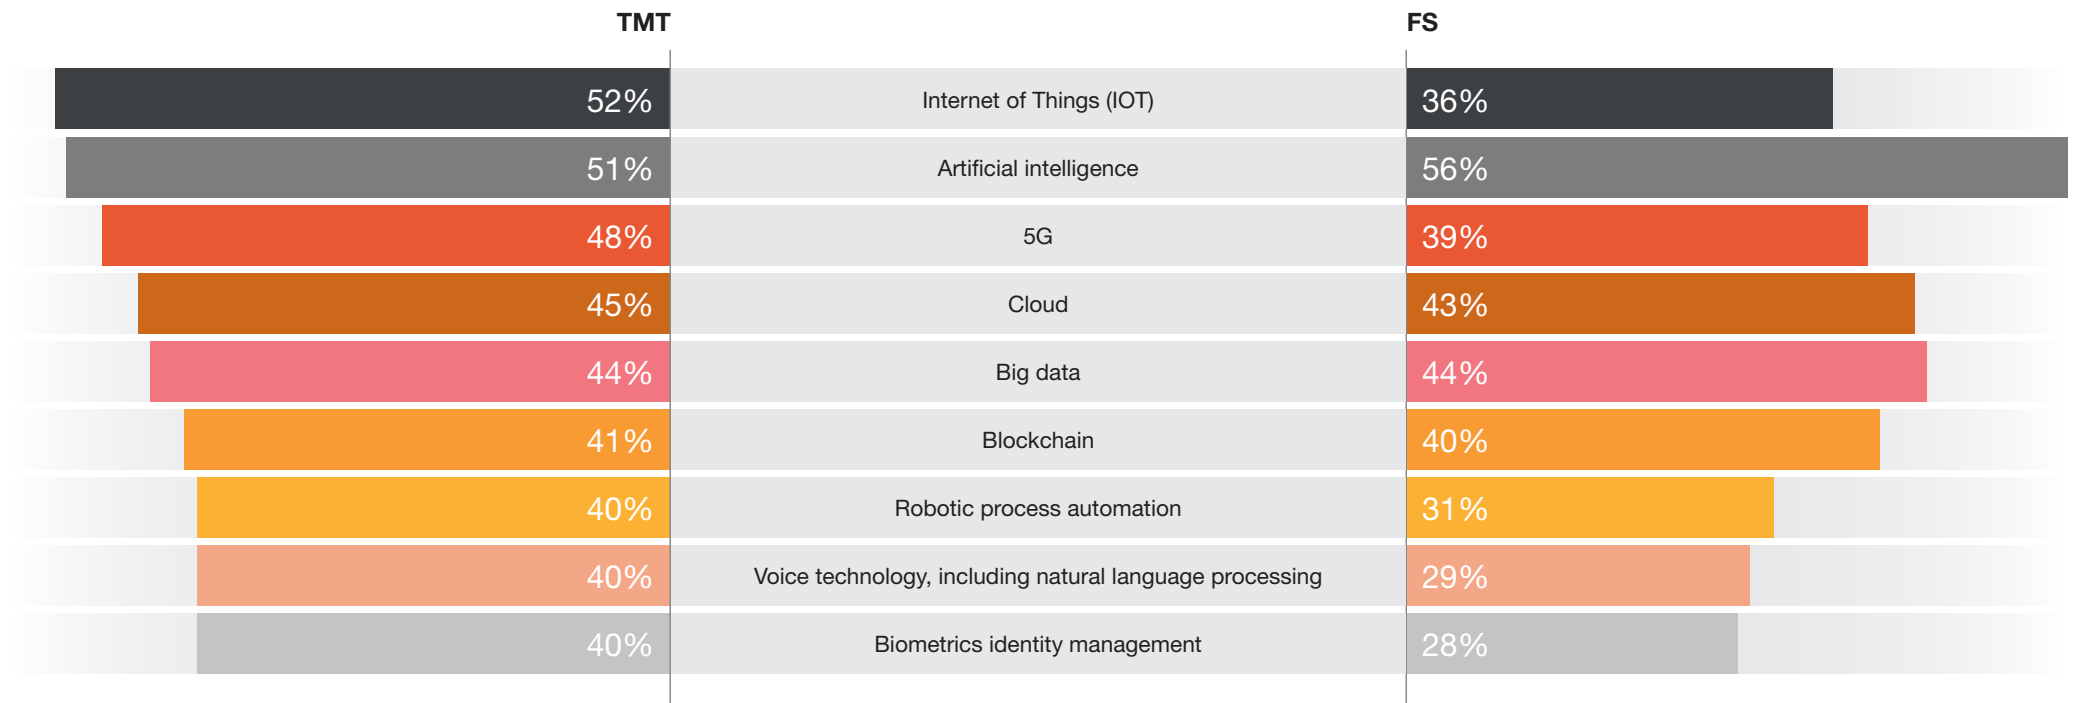 TMT FS
52% Internet of Things (IOT) 36%
51% Artificial intelligence 56%
48% 5G 39%
45% Cloud 43%
44% Big data 44%
41% Blockchain 40%
40% Robotic process automation 31%
40% Voice technology, including natural language processing 29%
40% Biometrics identity management 28%